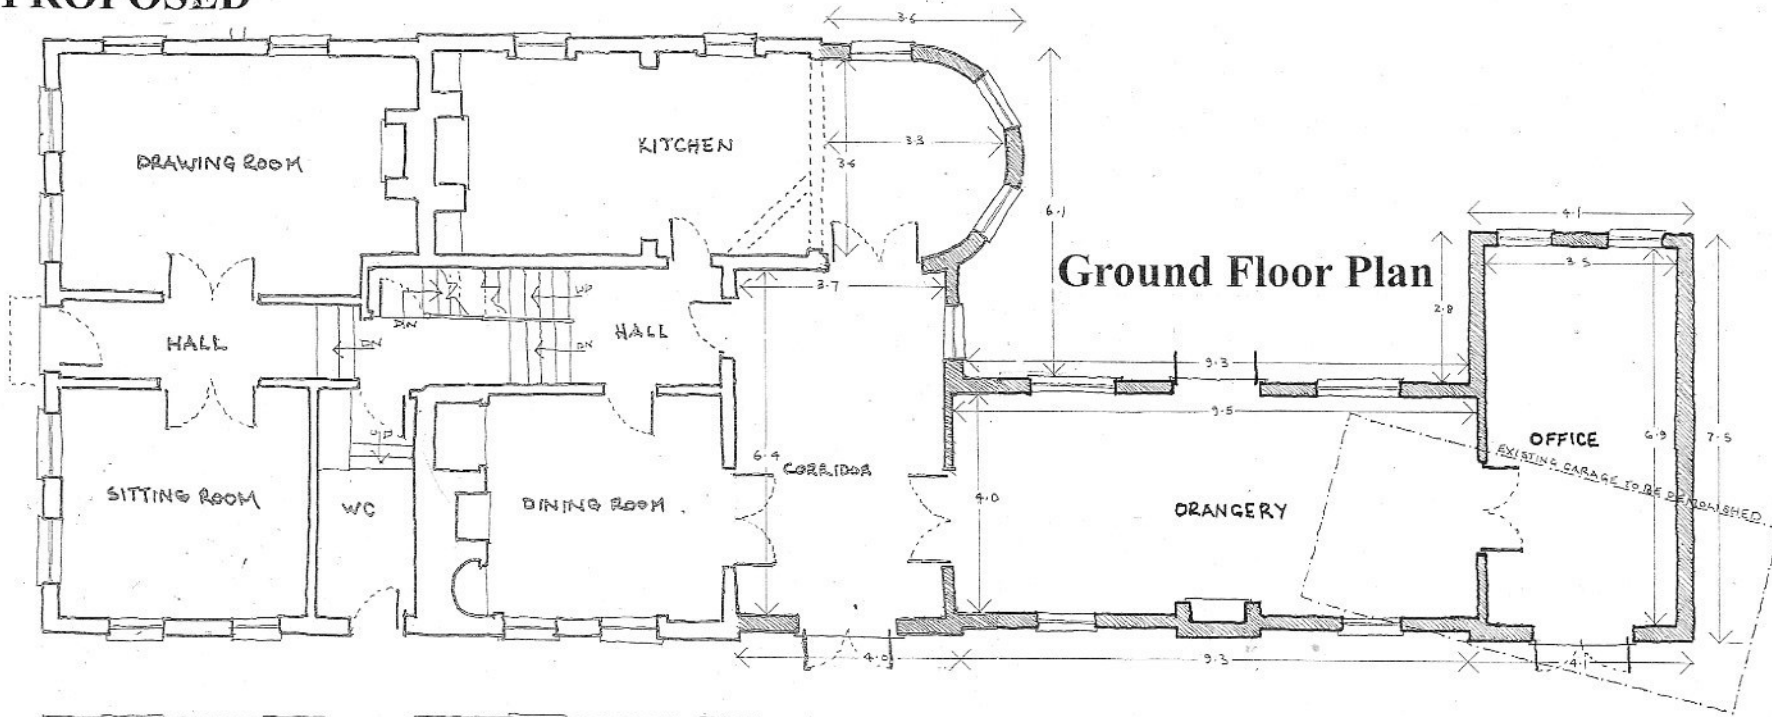 PROPOSED
3.6
DRAWING ROOM
KITCHEN
3.3
3.6
6.1
4.1
Ground Floor Plan
3.5
3.7
UP
DN
2.8
HALL
DN
HALL
DN
9.3
9.5
UP
6.4
CORRIDOR
OFFICE
6.9
7.5
EXISTING GARAGE TO BE DEMOLISHED
SITTING ROOM
WC
DINING ROOM
4.0
ORANGERY
4.0
9.3
4.1